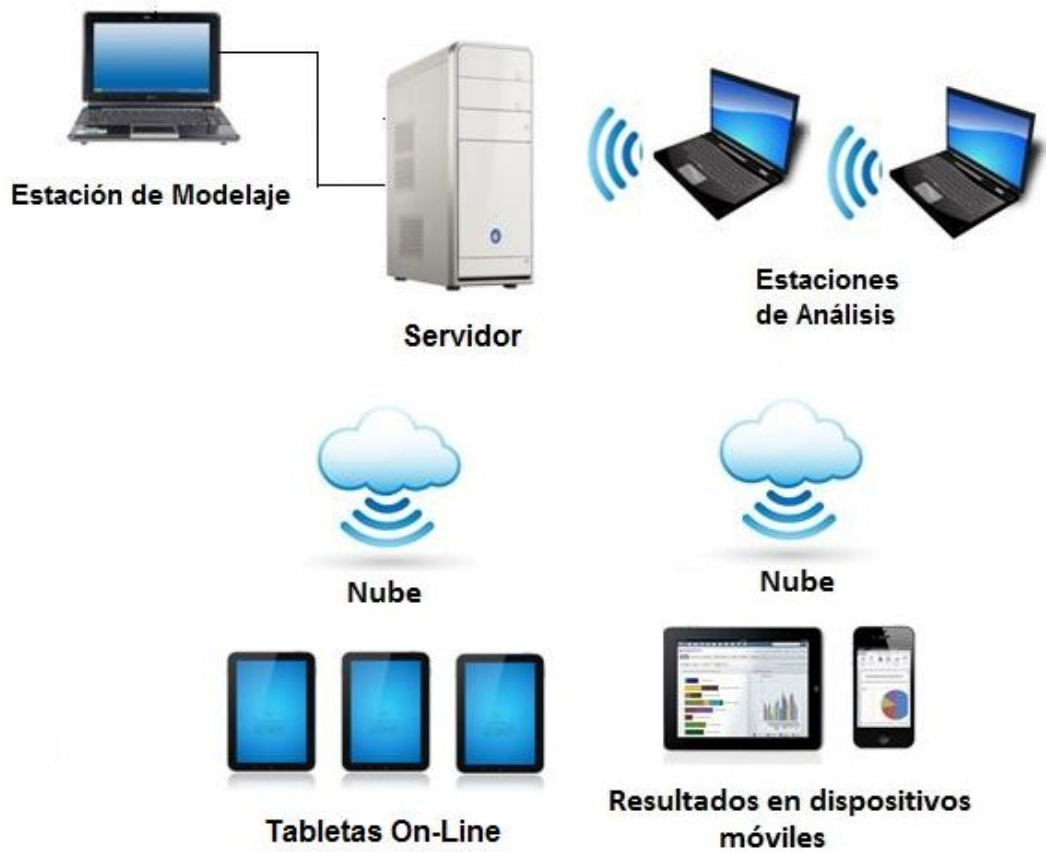 Estación de Modelaje
Servidor
Estaciones
de Análisis
Nube
Nube
Tabletas On-Line
Resultados en dispositivos
móviles